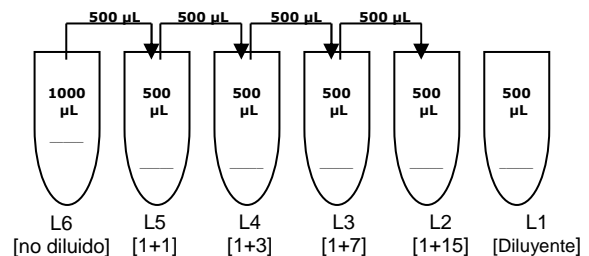 500 µL 500 µL 500 µL 500 µL
1000 500 500 500 500 500
µL µL µL µL µL µL
L6 L5 L4 L3 L2 L1
[no diluido] [1+1] [1+3] [1+7] [1+15] [Diluyente]